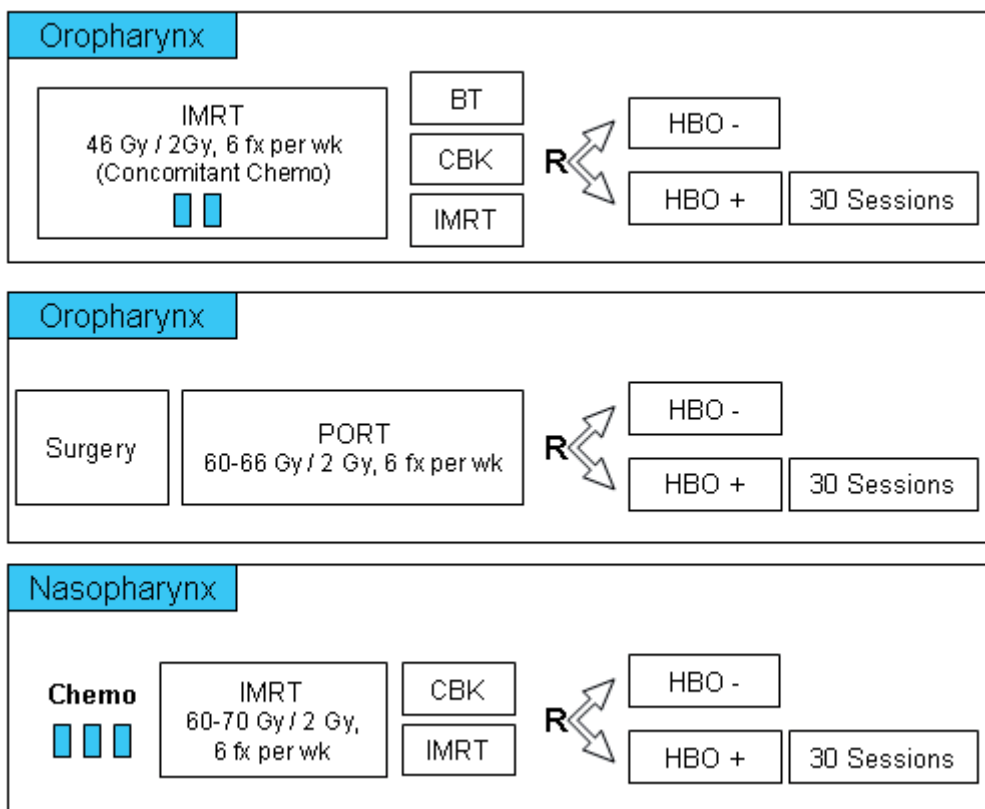 Oropharynx
IMRT
46 Gy / 2Gy, 6 fx per wk
(Concomitant Chemo)
BT
CBK
IMRT
R
HBO -
HBO +
30 Sessions
Oropharynx
Surgery
PORT
60-66 Gy / 2 Gy, 6 fx per wk
R
HBO -
HBO +
30 Sessions
Nasopharynx
Chemo
IMRT
60-70 Gy / 2 Gy,
6 fx per wk
CBK
IMRT
R
HBO -
HBO +
30 Sessions